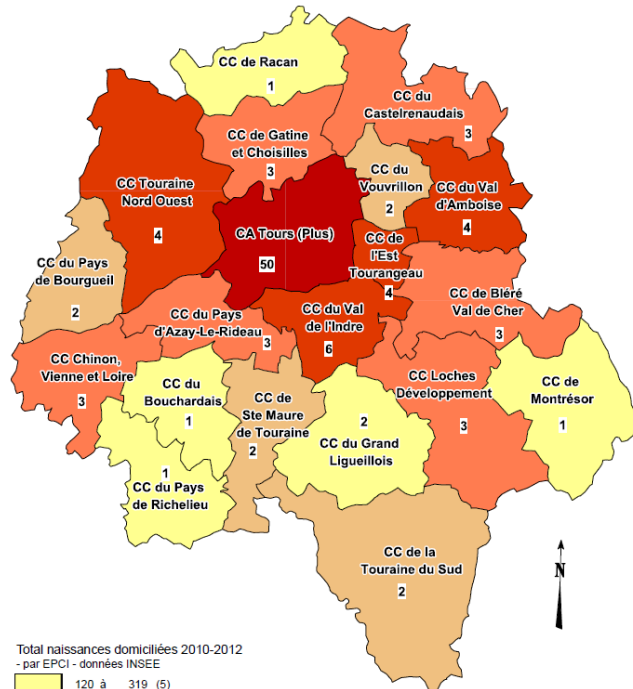 CC de Racan
1
CC du
Castelrenaudais
3
CC de Gatine
et Choisilles
3
CC du
Vouvrillon
2
CC Touraine
Nord Ouest
4
CC du Val
d'Amboise
4
CA Tours (Plus)
50
CC de
l'Est
Tourangeau
4
CC du Pays
de Bourgueil
2
CC de Bléré
Val de Cher
3
CC du Pays
d'Azay-Le-Rideau
3
CC du Val
de l'Indre
6
CC Chinon,
Vienne et Loire
3
CC du
Bouchardais
1
CC de
Ste Maure
de Touraine
2
CC Loches
Développement
3
CC de
Montrésor
1
2
CC du Grand
Ligueillois
1
CC du Pays
de Richelieu
CC de la
Touraine du Sud
2
N
Total naissances domiciliées 2010-2012
- par EPCI - données INSEE
120 à 319 (5)